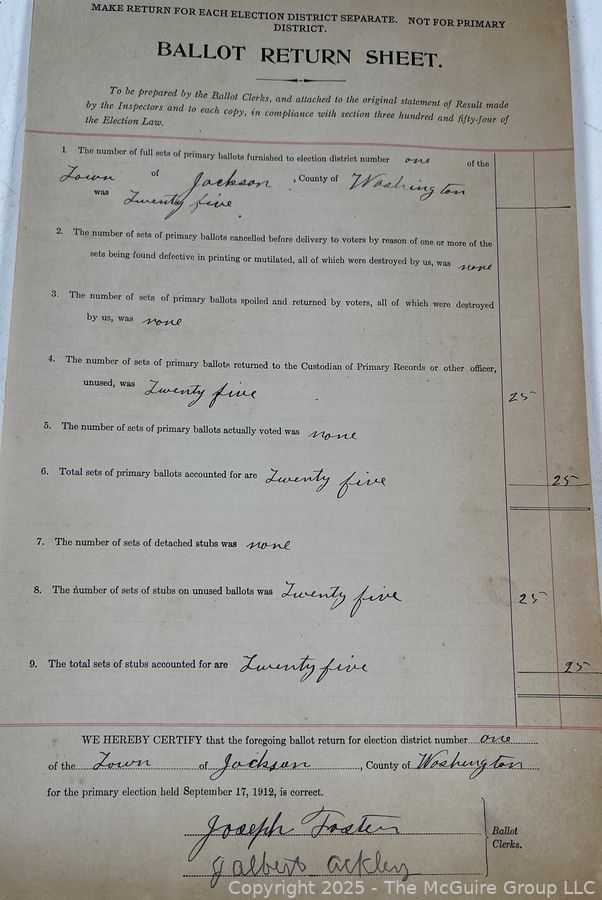 MAKE RETURN FOR EACH ELECTION DISTRICT SEPARATE. NOT FOR PRIMARY
DISTRICT.
BALLOT RETURN SHEET.
To be prepared by the Ballot Clerks, and attached to the original statement of Result made
by the Inspectors and to each copy, in compliance with section three hundred and fifty-four of
the Election Law.
1. The number of full sets of primary ballots furnished to election district number one of the
Town of Jackson, County of Washington
was Twenty five
2. The number of sets of primary ballots cancelled before delivery to voters by reason of one or more of the
sets being found defective in printing or mutilated, all of which were destroyed by us, was none
3. The number of sets of primary ballots spoiled and returned by voters, all of which were destroyed
by us, was none
4. The number of sets of primary ballots returned to the Custodian of Primary Records or other officer,
unused, was Twenty five 25
5. The number of sets of primary ballots actually voted was none
6. Total sets of primary ballots accounted for are Twenty five 25
7. The number of sets of detached stubs was none
8. The number of sets of stubs on unused ballots was Twenty five 25
9. The total sets of stubs accounted for are Twenty five 25
WE HEREBY CERTIFY that the foregoing ballot return for election district number one
of the Town of Jackson, County of Washington
for the primary election held September 17, 1912, is correct.
Joseph Foster
Ballot
Clerks.
Galbert Ackley
Copyright 2025 - The McGuire Group LLC